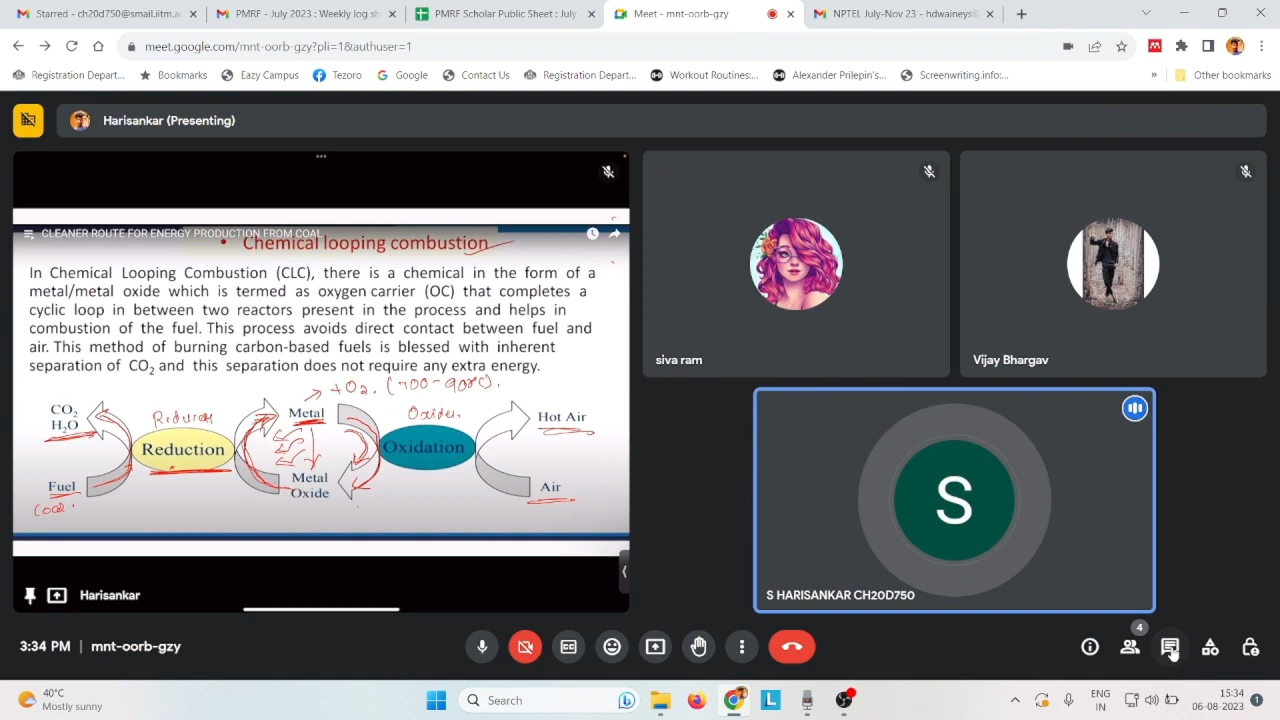 Starred - ch20d750@smail.iitm.ac
PMRF - July 2023 : Weekly log sh
PMRF Scholar Public Sheet : July
Meet - mnt-oorb-gzy
NPTEL July-Nov 23 - hdwaineys@
meet.google.com/mnt-oorb-gzy?pli=1&authuser=1
Registration Depart...
Bookmarks
Eazy Campus
Tezoro
Google
Contact Us
Registration Depart...
Workout Routines:...
Alexander Prilepin's...
Screenwriting.info:...
»
Other bookmarks
Harisankar (Presenting)
CLEANER ROUTE FOR ENERGY PRODUCTION FROM COAL
• Chemical looping combustion
In Chemical Looping Combustion (CLC), there is a chemical in the form of a
metal/metal oxide which is termed as oxygen carrier (OC) that completes a
cyclic loop in between two reactors present in the process and helps in
combustion of the fuel. This process avoids direct contact between fuel and
air. This method of burning carbon-based fuels is blessed with inherent
separation of CO2 and this separation does not require any extra energy.
+O2.
CO2
H2O
Reduction
Metal
Oxidation
Hot Air
Fuel
Metal
Oxide
Air
Harisankar
siva ram
Vijay Bhargav
S
S HARISANKAR CH20D750
3:34 PM | mnt-oorb-gzy
4
40°C
Mostly sunny
Search
L
ENG
IN
15:34
06-08-2023
1